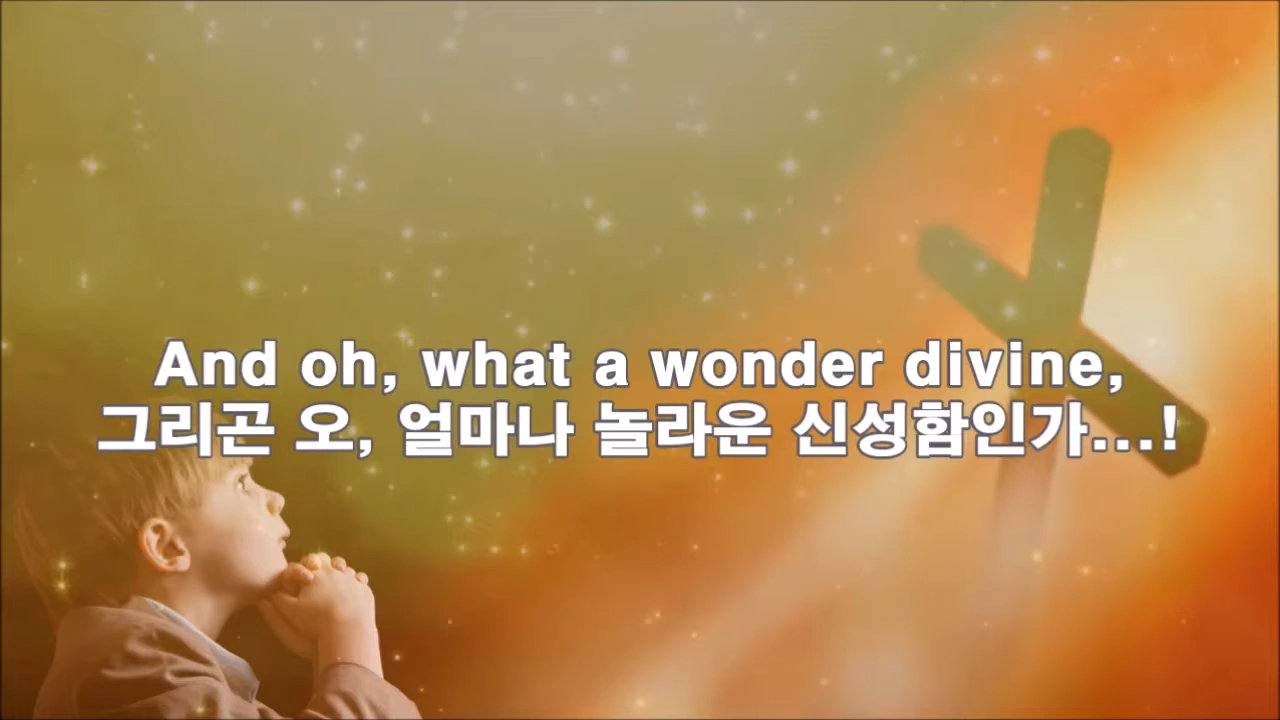 And oh, what a wonder divine,
그리곤 오, 얼마나 놀라운 신성함인가...!